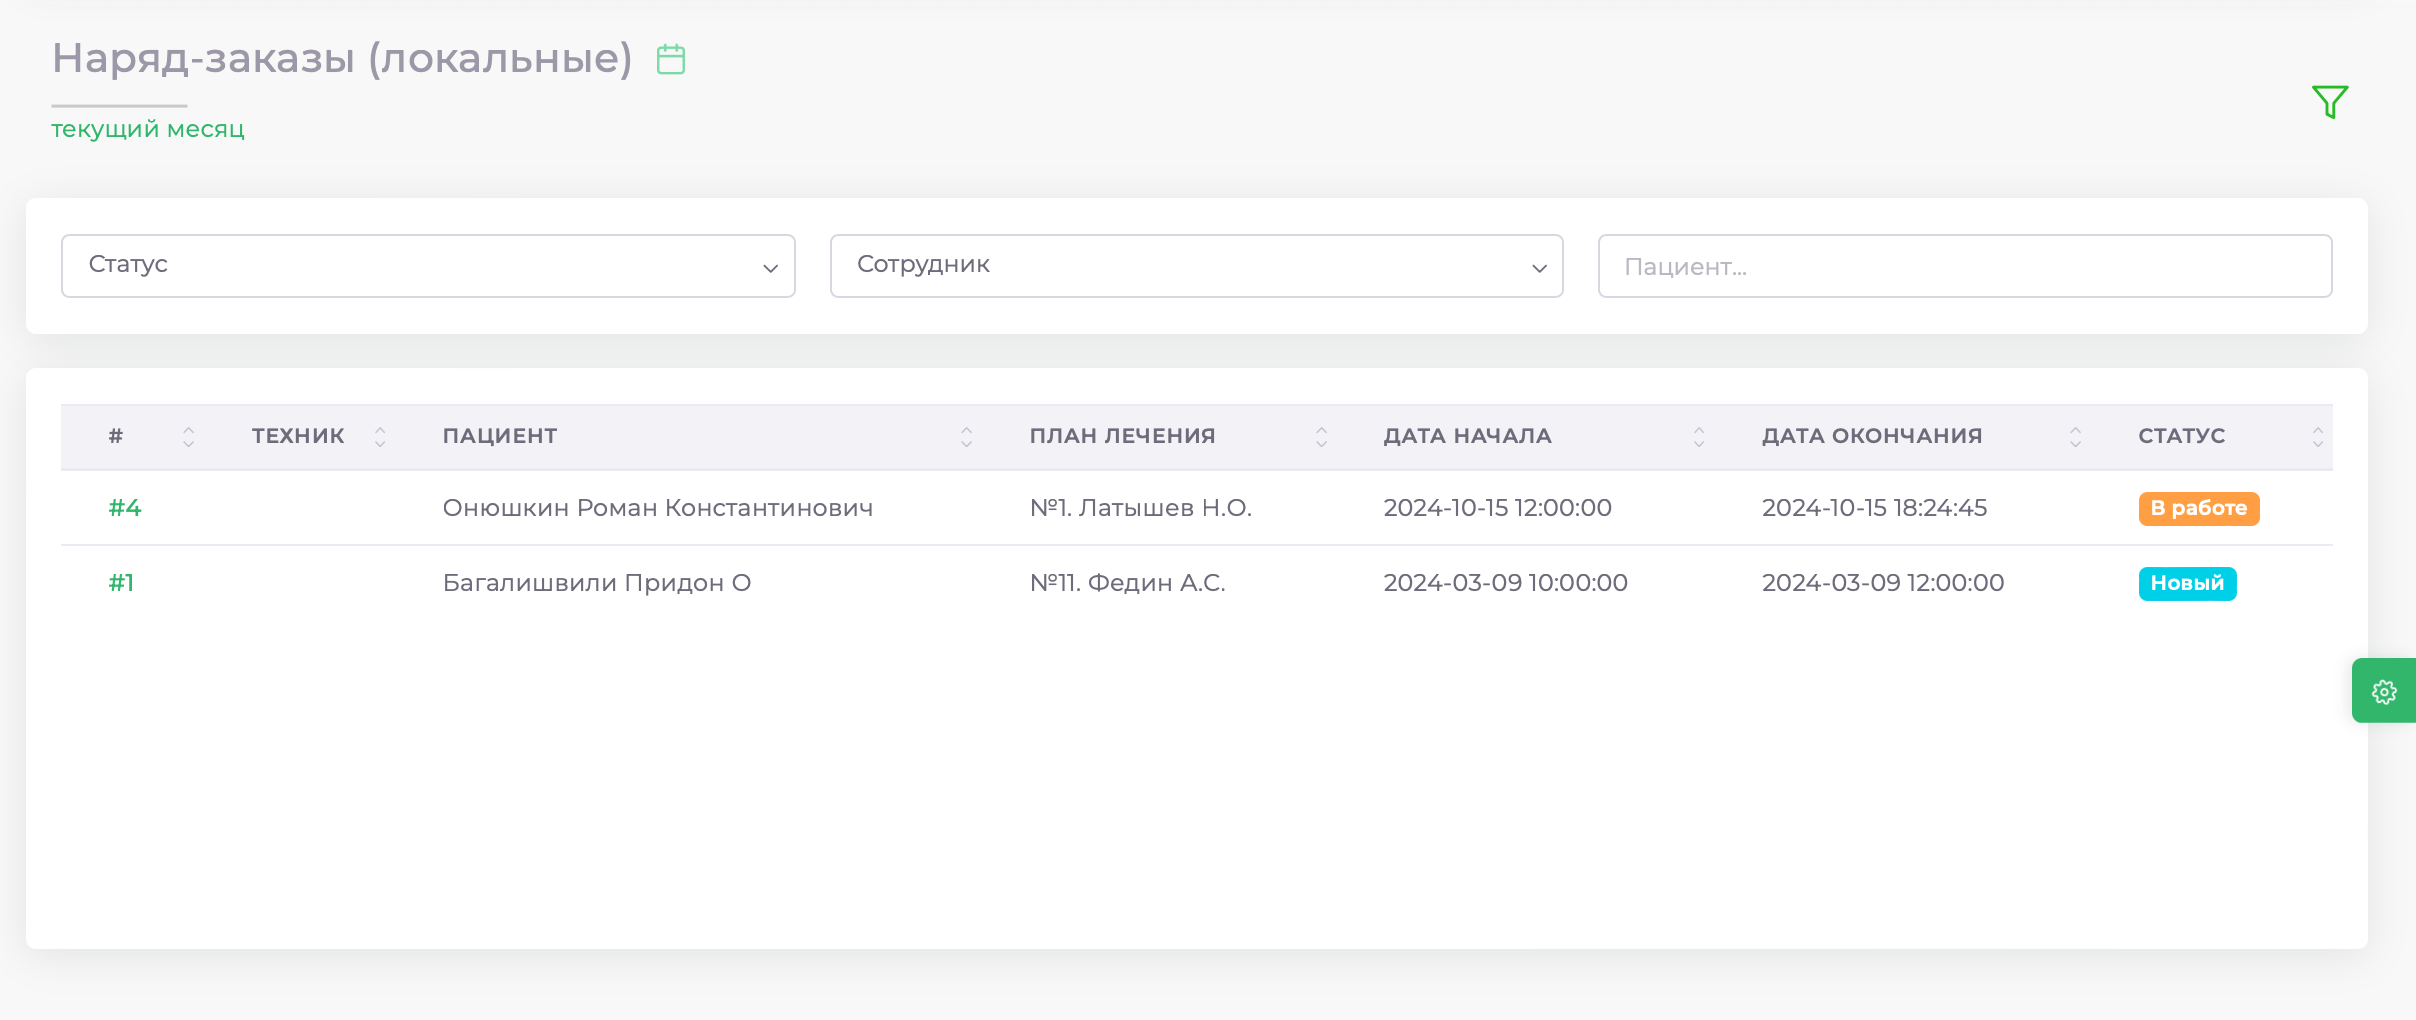 Наряд-заказы (локальные)
текущий месяц
Статус Сотрудник Пациент...
# ТЕХНИК ПАЦИЕНТ ПЛАН ЛЕЧЕНИЯ ДАТА НАЧАЛА ДАТА ОКОНЧАНИЯ СТАТУС
#4 Онюшкин Роман Константинович №1. Латышев Н.О. 2024-10-15 12:00:00 2024-10-15 18:24:45 В работе
#1 Багалишвили Придон О №11. Федин А.С. 2024-03-09 10:00:00 2024-03-09 12:00:00 Новый